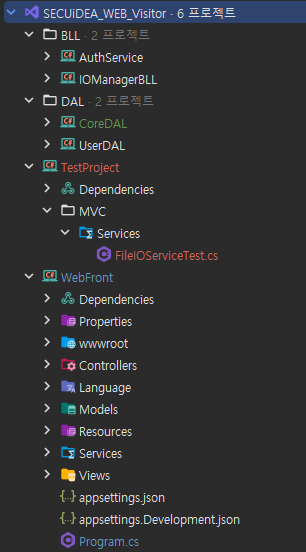 SECUiDEA_WEB_Visitor · 6 프로젝트
BLL · 2 프로젝트
AuthService
IOManagerBLL
DAL · 2 프로젝트
CoreDAL
UserDAL
TestProject
Dependencies
MVC
Services
FileIOServiceTest.cs
WebFront
Dependencies
Properties
wwwroot
Controllers
Language
Models
Resources
Services
Views
appsettings.json
appsettings.Development.json
Program.cs